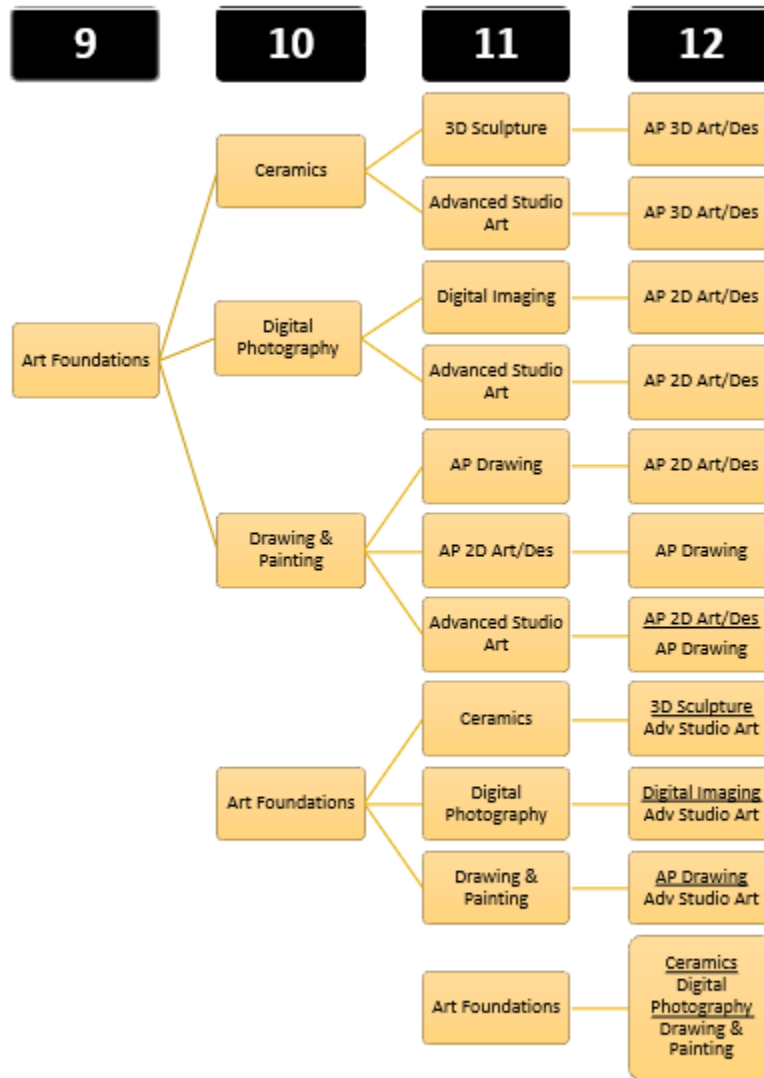 9
10
11
12
Art Foundations
Ceramics
3D Sculpture
AP 3D Art/Des
Advanced Studio
Art
AP 3D Art/Des
Digital
Photography
Digital Imaging
AP 2D Art/Des
Advanced Studio
Art
AP 2D Art/Des
Drawing &
Painting
AP Drawing
AP 2D Art/Des
AP 2D Art/Des
AP Drawing
Advanced Studio
Art
AP 2D Art/Des
AP Drawing
Art Foundations
Ceramics
3D Sculpture
Adv Studio Art
Digital
Photography
Digital Imaging
Adv Studio Art
Drawing &
Painting
AP Drawing
Adv Studio Art
Art Foundations
Ceramics
Digital
Photography
Drawing &
Painting